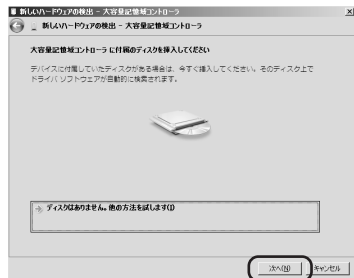 新しいハードウェアの検出 - 大容量記憶域コントローラ
新しいハードウェアの検出 - 大容量記憶域コントローラ
大容量記憶域コントローラ に付属のディスクを挿入してください
デバイスに付属していたディスクがある場合は、今すぐ挿入してください。そのディスク上で
ドライバ ソフトウェアが自動的に検索されます。
ディスクはありません。他の方法を試します(I)
次へ(N) キャンセル